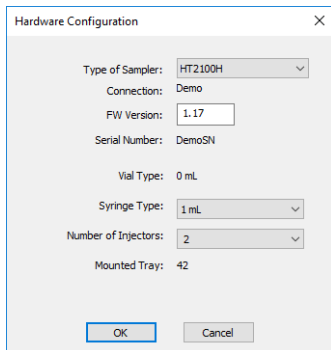 Hardware Configuration
Type of Sampler: HT2100H
Connection: Demo
FW Version: 1.17
Serial Number: DemoSN
Vial Type: 0 mL
Syringe Type: 1 mL
Number of Injectors: 2
Mounted Tray: 42
OK Cancel